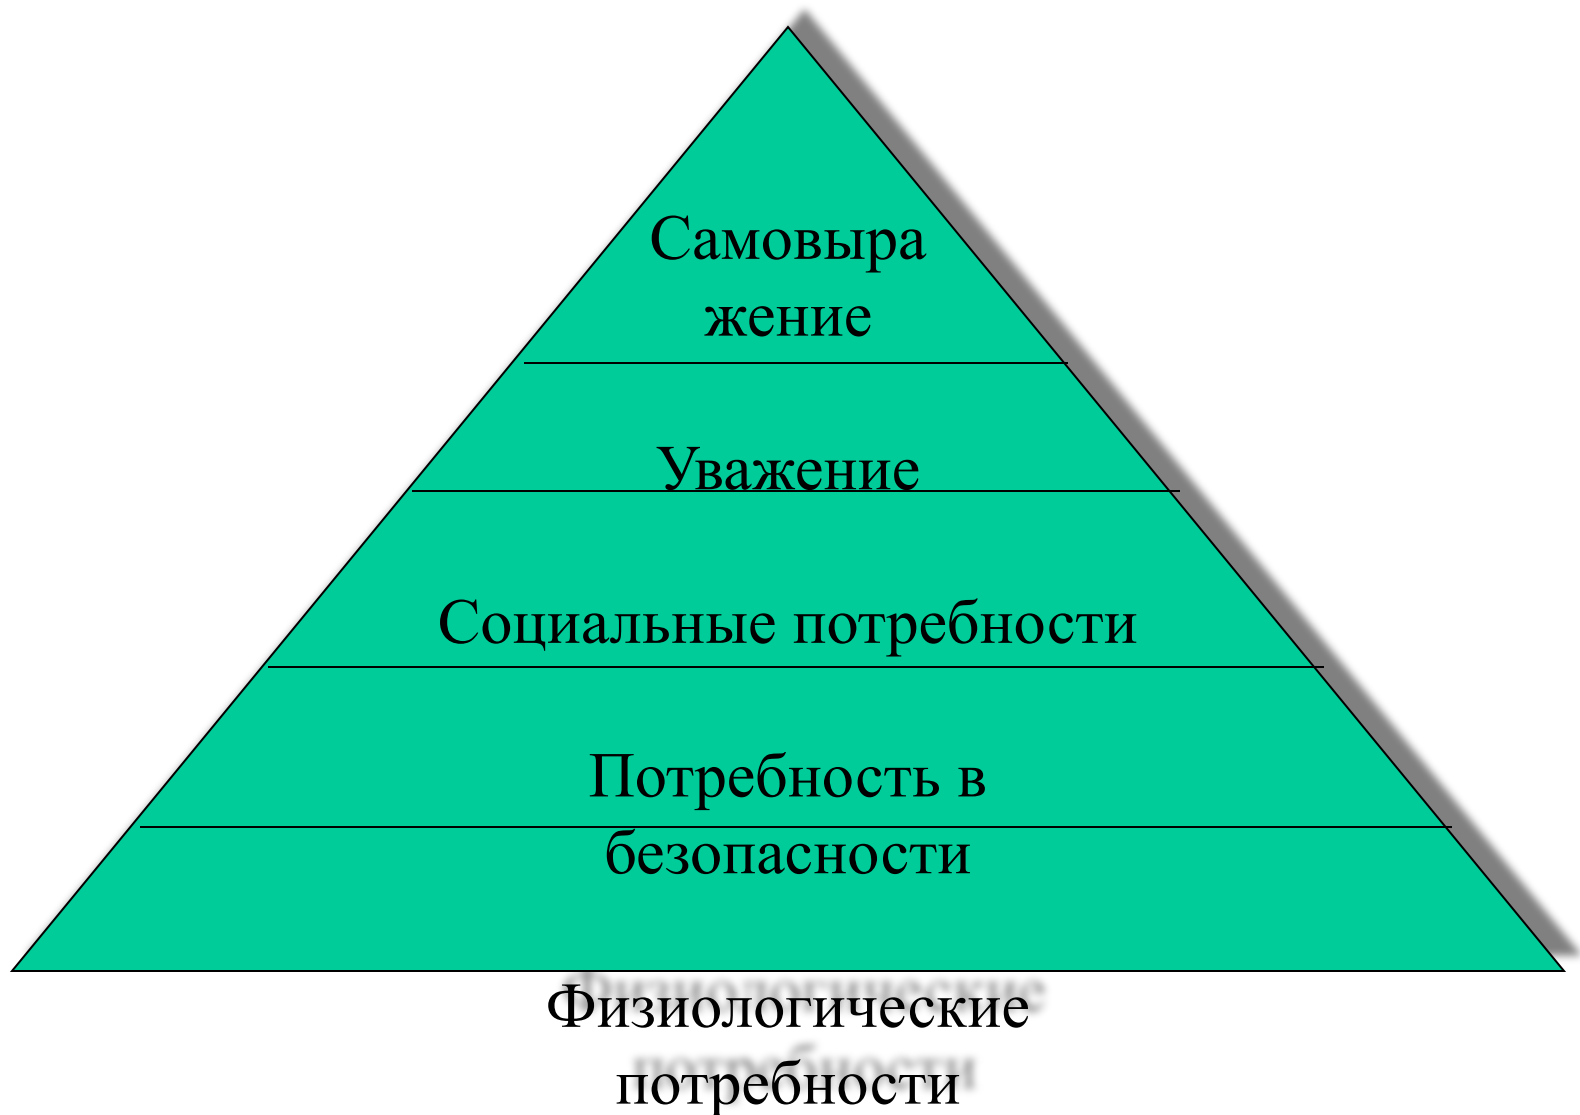 Самовыра
жение
Уважение
Социальные потребности
Потребность в
безопасности
Физиологические
потребности